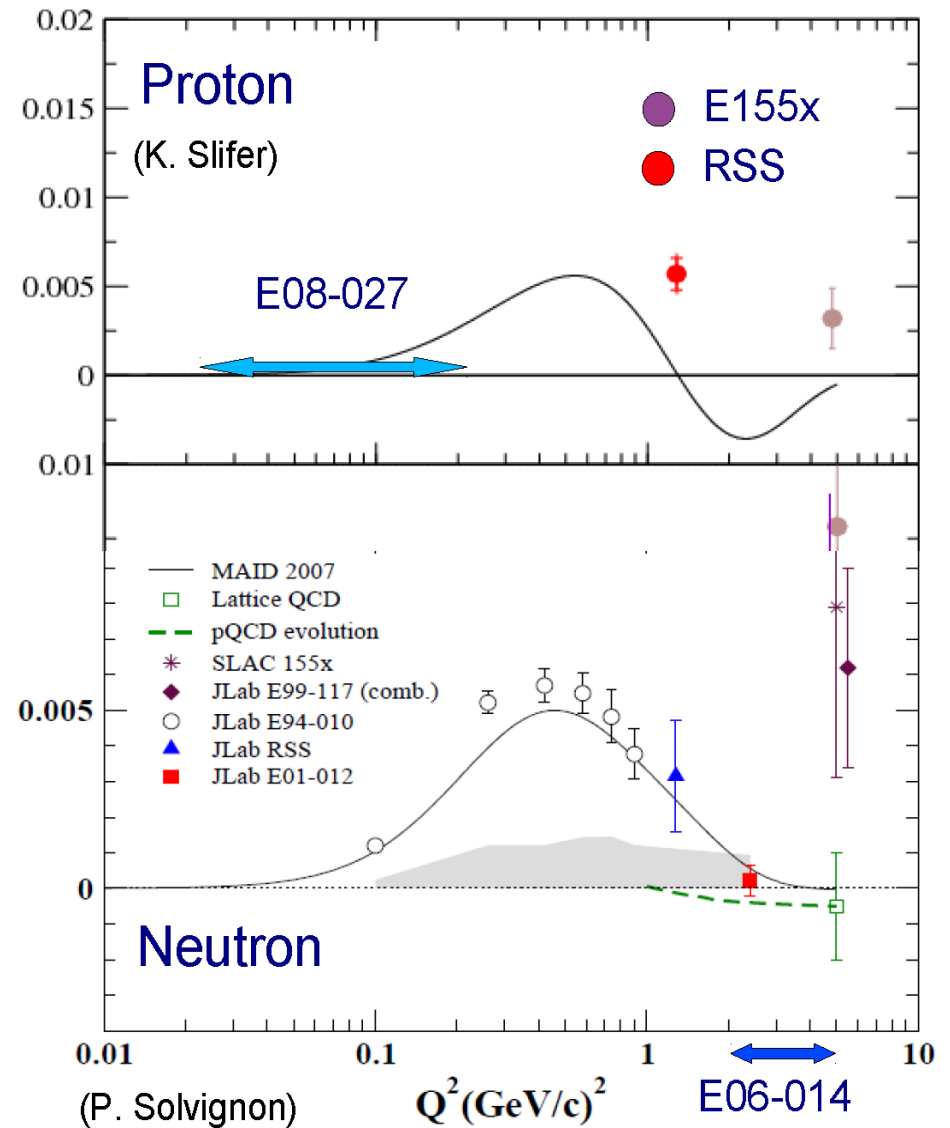 0.02
0.015
0.01
0.005
0
Proton
(K. Slifer)
E155x
RSS
E08-027
0.01
0.005
0
MAID 2007
Lattice QCD
pQCD evolution
SLAC 155x
JLab E99-117 (comb.)
JLab E94-010
JLab RSS
JLab E01-012
Neutron
0.01 0.1 1 10
(P. Solvignon)
Q²(GeV/c)²
E06-014